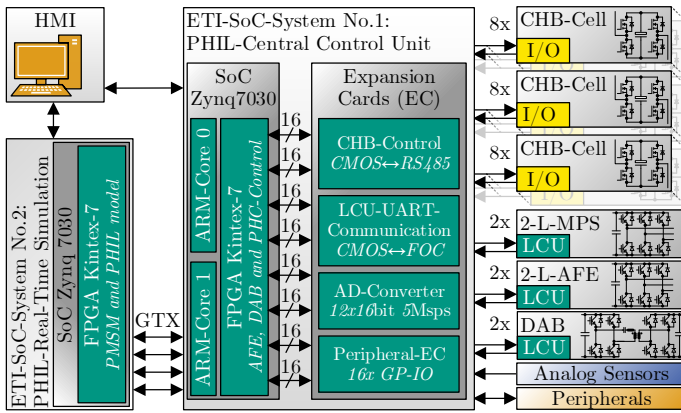 HMI
ETI-SoC-System No.1:
PHIL-Central Control Unit
SoC
Zynq7030
ARM-Core 0
ARM-Core 1
FPGA Kintex-7
AFE, DAB and PHC-Control
16
16
16
16
16
16
16
16
Expansion
Cards (EC)
CHB-Control
CMOS↔RS485
LCU-UART-
Communication
CMOS↔FOC
AD-Converter
12x16bit 5Msps
Peripheral-EC
16x GP-IO
ETI-SoC-System No.2:
PHIL-Real-Time Simulation
SoC Zynq 7030
FPGA Kintex-7
PMSM and PHIL model
GTX
8x
CHB-Cell
I/O
8x
CHB-Cell
I/O
8x
CHB-Cell
I/O
2x
2-L-MPS
LCU
2x
2-L-AFE
LCU
2x
DAB
LCU
Analog Sensors
Peripherals